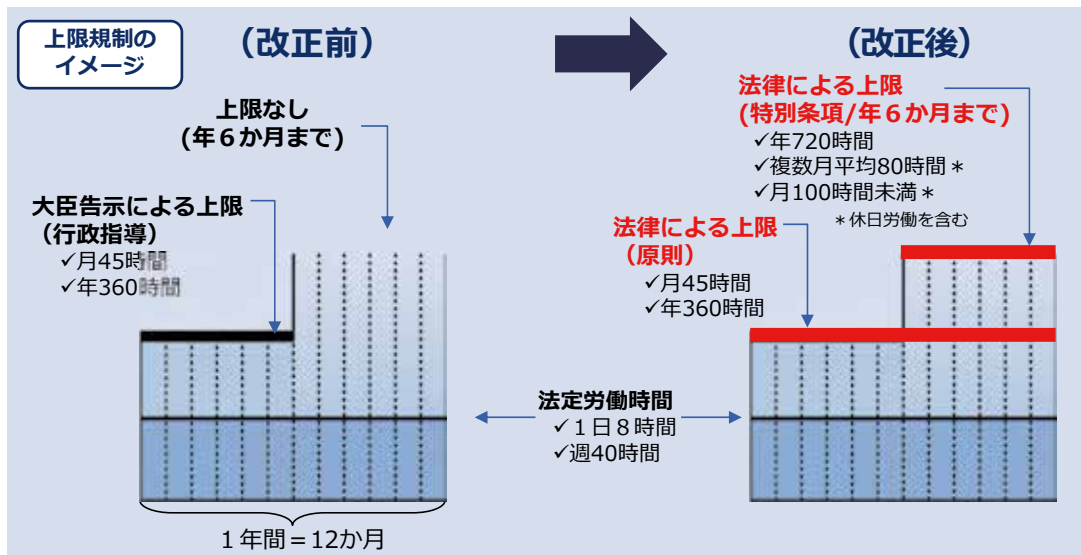 上限規制の
イメージ
（改正前）
上限なし
(年６か月まで）
大臣告示による上限
（行政指導）
✓月45時間
✓年360時間
１年間＝12か月
法定労働時間
✓１日８時間
✓週40時間
（改正後）
法律による上限
(特別条項/年６か月まで）
✓年720時間
✓複数月平均80時間＊
✓月100時間未満＊
＊休日労働を含む
法律による上限
（原則）
✓月45時間
✓年360時間